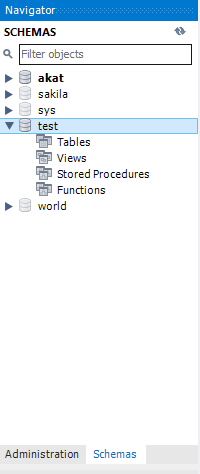 Navigator
SCHEMAS
Filter objects
akat
sakila
sys
test
Tables
Views
Stored Procedures
Functions
world
Administration Schemas